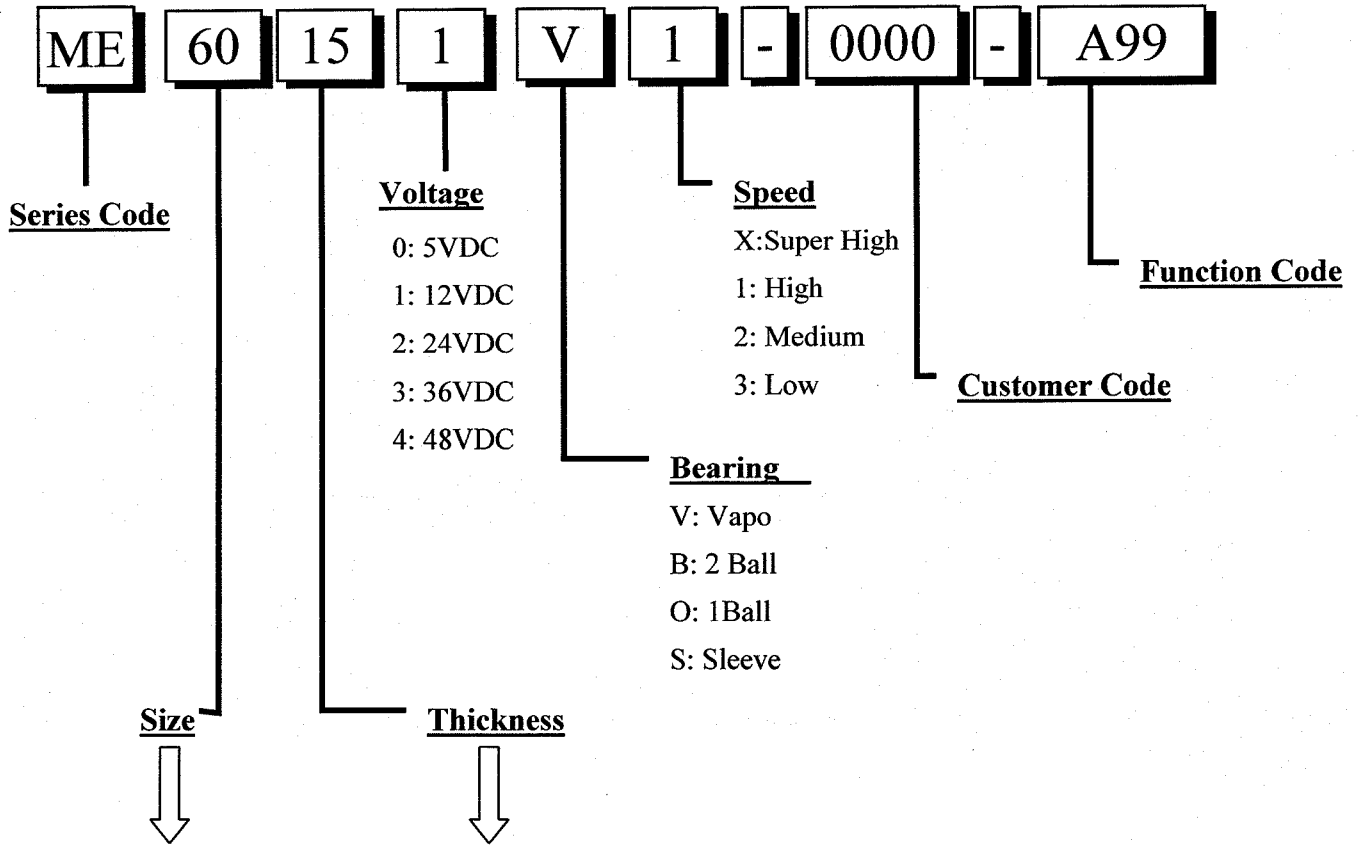 ME 60 15 1 V 1 - 0000 - A99
Series Code
Voltage
0: 5VDC
1: 12VDC
2: 24VDC
3: 36VDC
4: 48VDC
Speed
X:Super High
1: High
2: Medium
3: Low
Function Code
Customer Code
Bearing
V: Vapo
B: 2 Ball
O: 1Ball
S: Sleeve
Size
Thickness